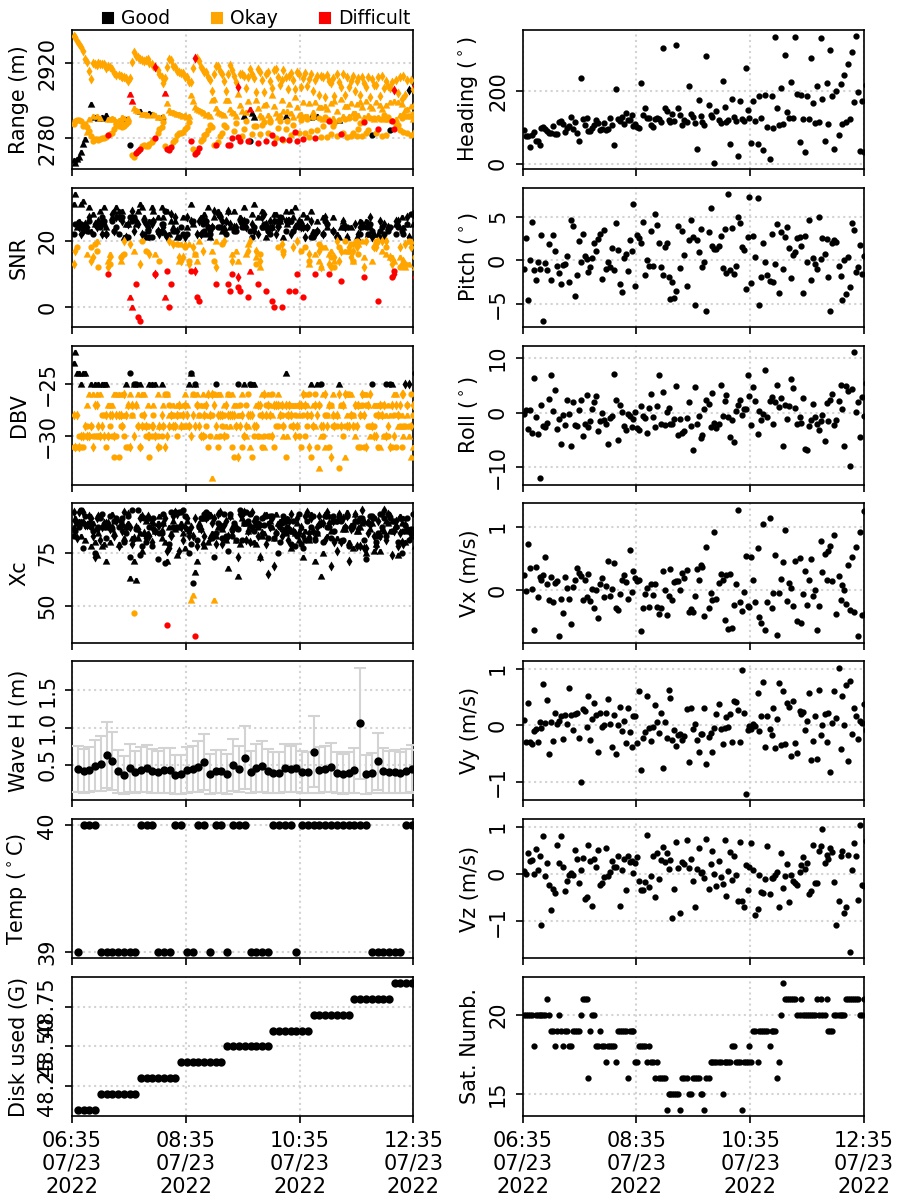 Good Okay Difficult
Range (m)
2920
2780
Heading (°)
200
0
SNR
20
0
Pitch (°)
5
0
−5
DBV
−25
−30
Roll (°)
10
0
−10
Xc
75
50
Vx (m/s)
1
0
Wave H (m)
1.5
1.0
0.5
Vy (m/s)
1
0
−1
Temp (°C)
40
39
Vz (m/s)
1
0
−1
Disk used (G)
48.75
48.50
48.25
Sat. Numb.
20
15
06:35 08:35 10:35 12:35 06:35 08:35 10:35 12:35
07/23 07/23 07/23 07/23 07/23 07/23 07/23 07/23
2022 2022 2022 2022 2022 2022 2022 2022